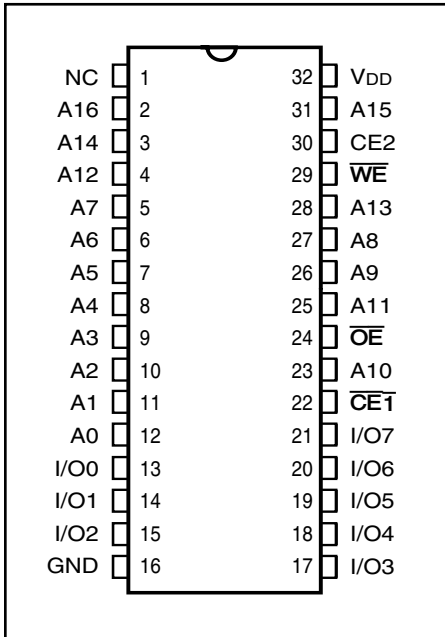 NC 1 32 VDD
A16 2 31 A15
A14 3 30 CE2
A12 4 29 W̅E̅
A7 5 28 A13
A6 6 27 A8
A5 7 26 A9
A4 8 25 A11
A3 9 24 O̅E̅
A2 10 23 A10
A1 11 22 C̅E̅1̅
A0 12 21 I/O7
I/O0 13 20 I/O6
I/O1 14 19 I/O5
I/O2 15 18 I/O4
GND 16 17 I/O3